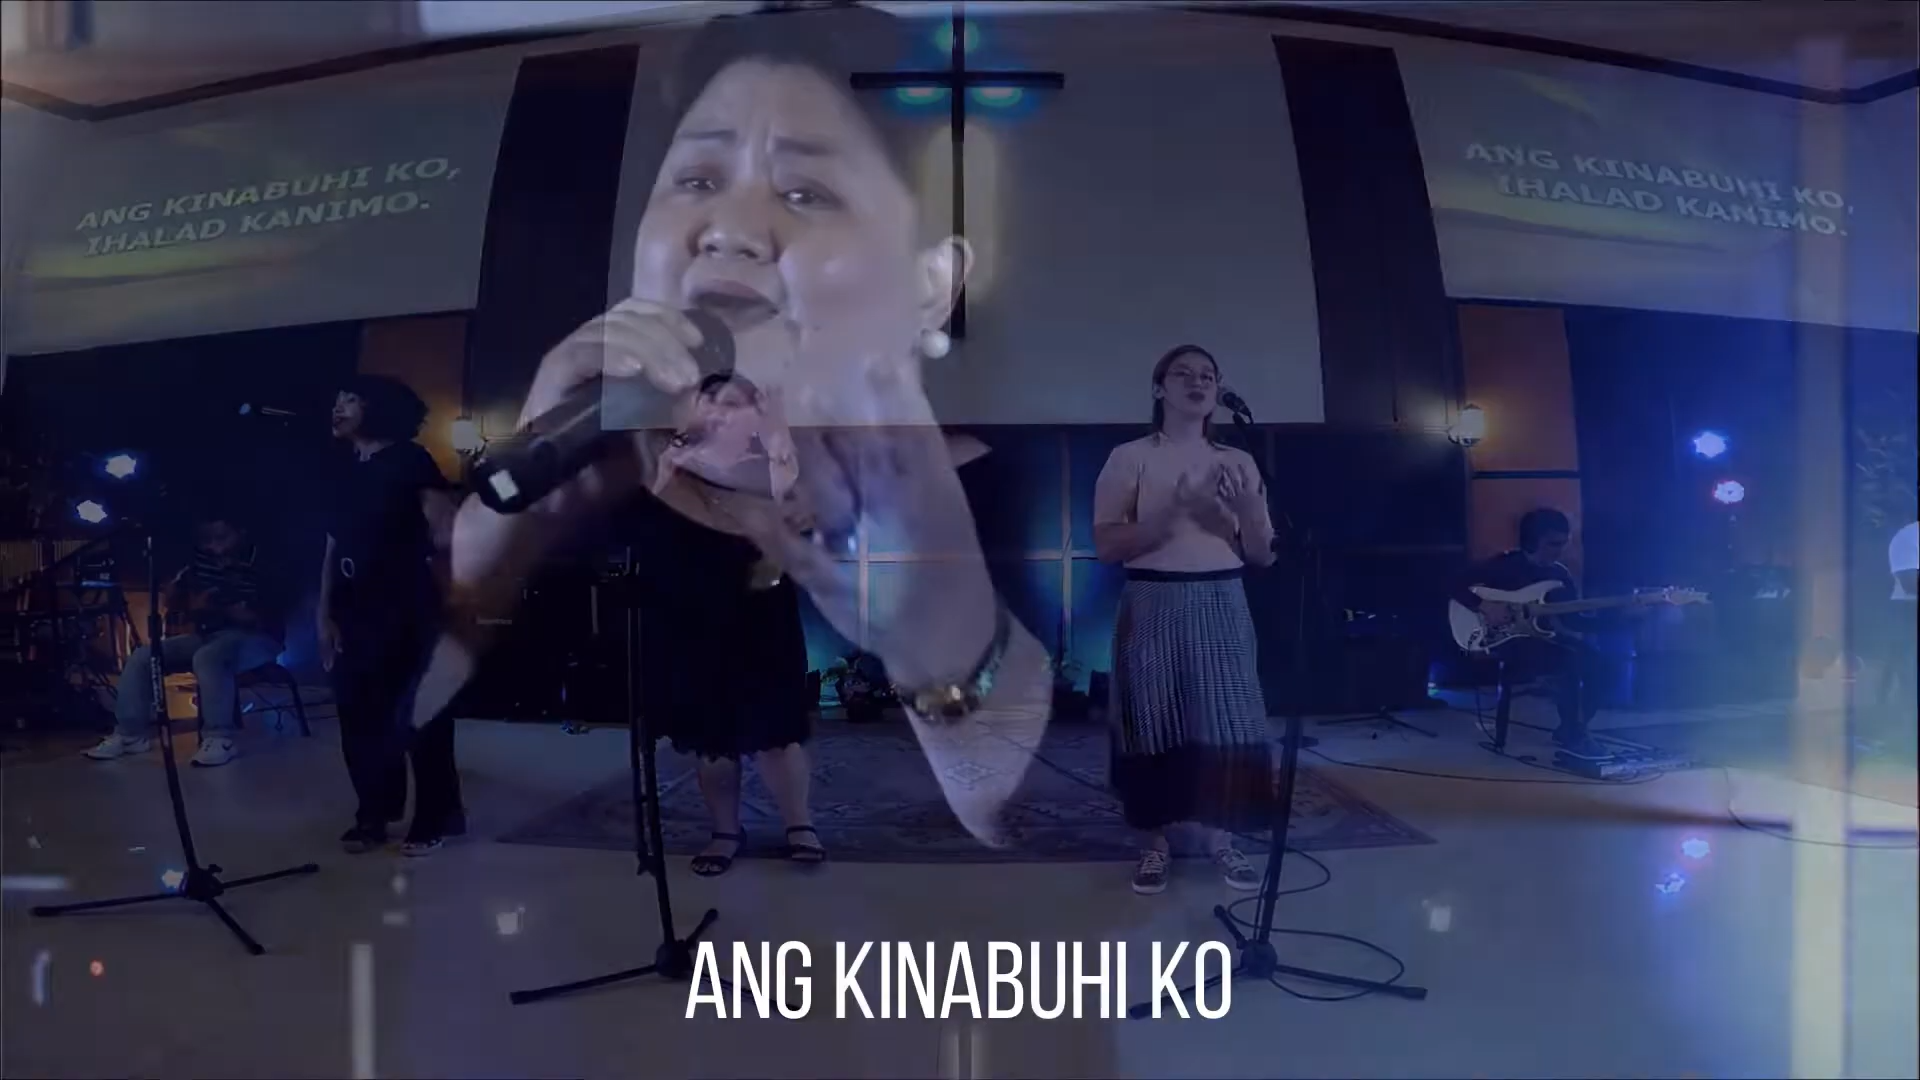 ANG KINABUHI KO,
IHALAD KANIMO.
ANG KINABUHI KO,
IHALAD KANIMO.
ANG KINABUHI KO